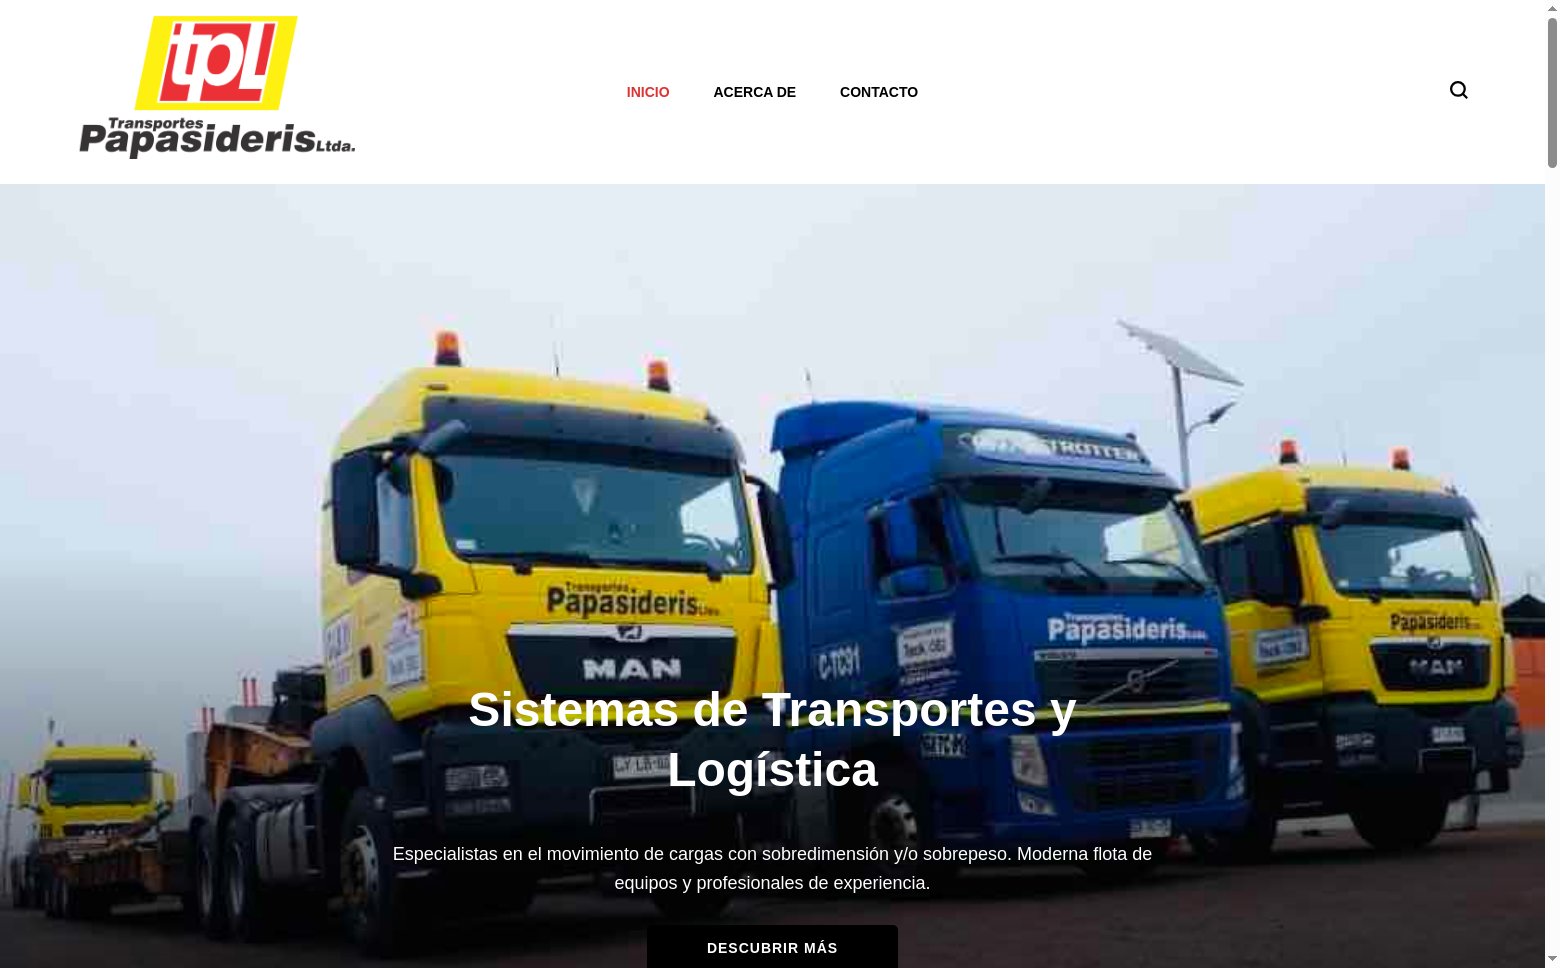 tpl
Transportes
Papasideris Ltda.
INICIO
ACERCA DE
CONTACTO
TROTTER
Transportes
Papasideris Ltda.
MAN
C-TC91
Transportes
Papasideris Ltda.
Transportes
Papasideris
MAN
Sistemas de Transportes y
Logística
Especialistas en el movimiento de cargas con sobredimensión y/o sobrepeso. Moderna flota de
equipos y profesionales de experiencia.
DESCUBRIR MÁS